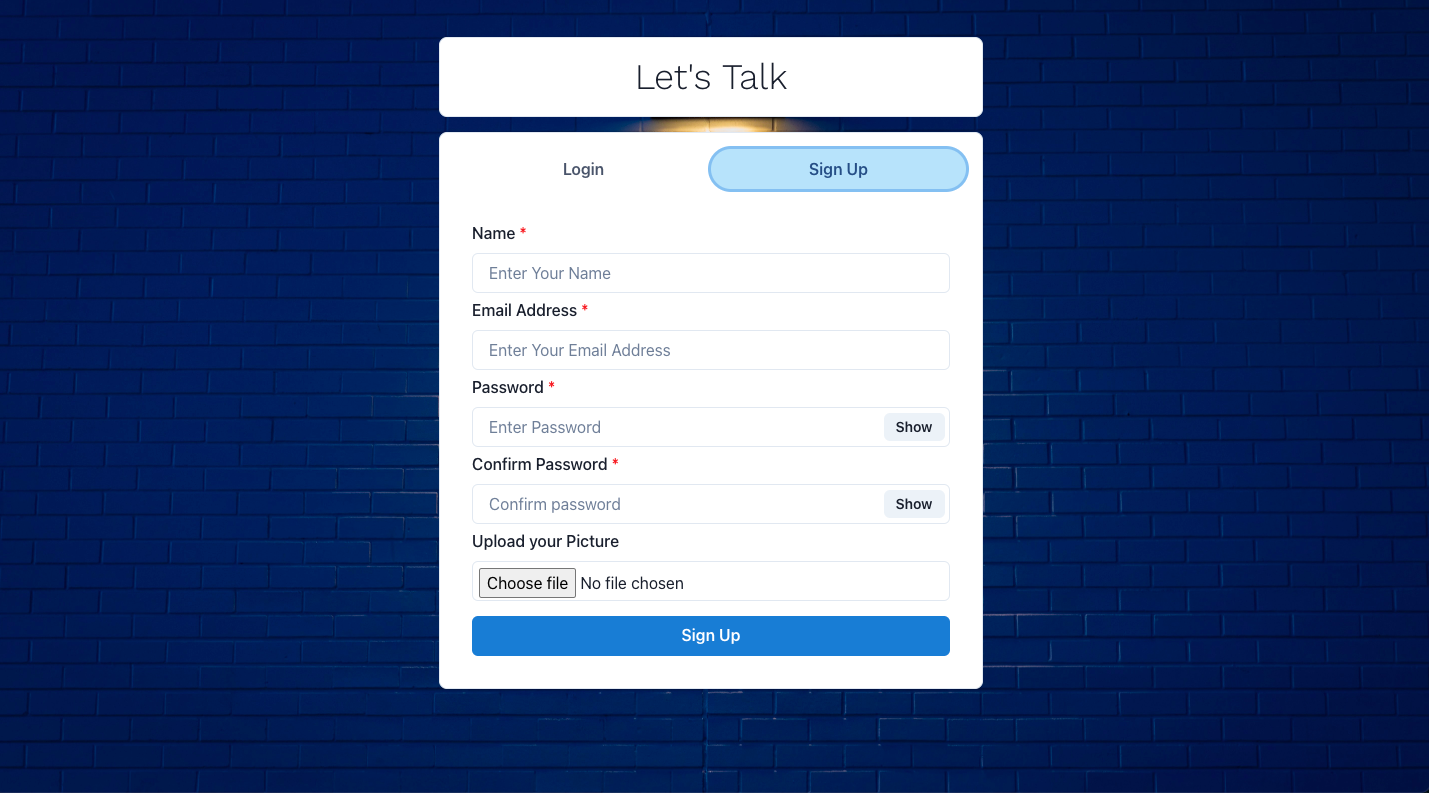 Let's Talk
Login Sign Up
Name *
Enter Your Name
Email Address *
Enter Your Email Address
Password *
Enter Password Show
Confirm Password *
Confirm password Show
Upload your Picture
Choose file No file chosen
Sign Up